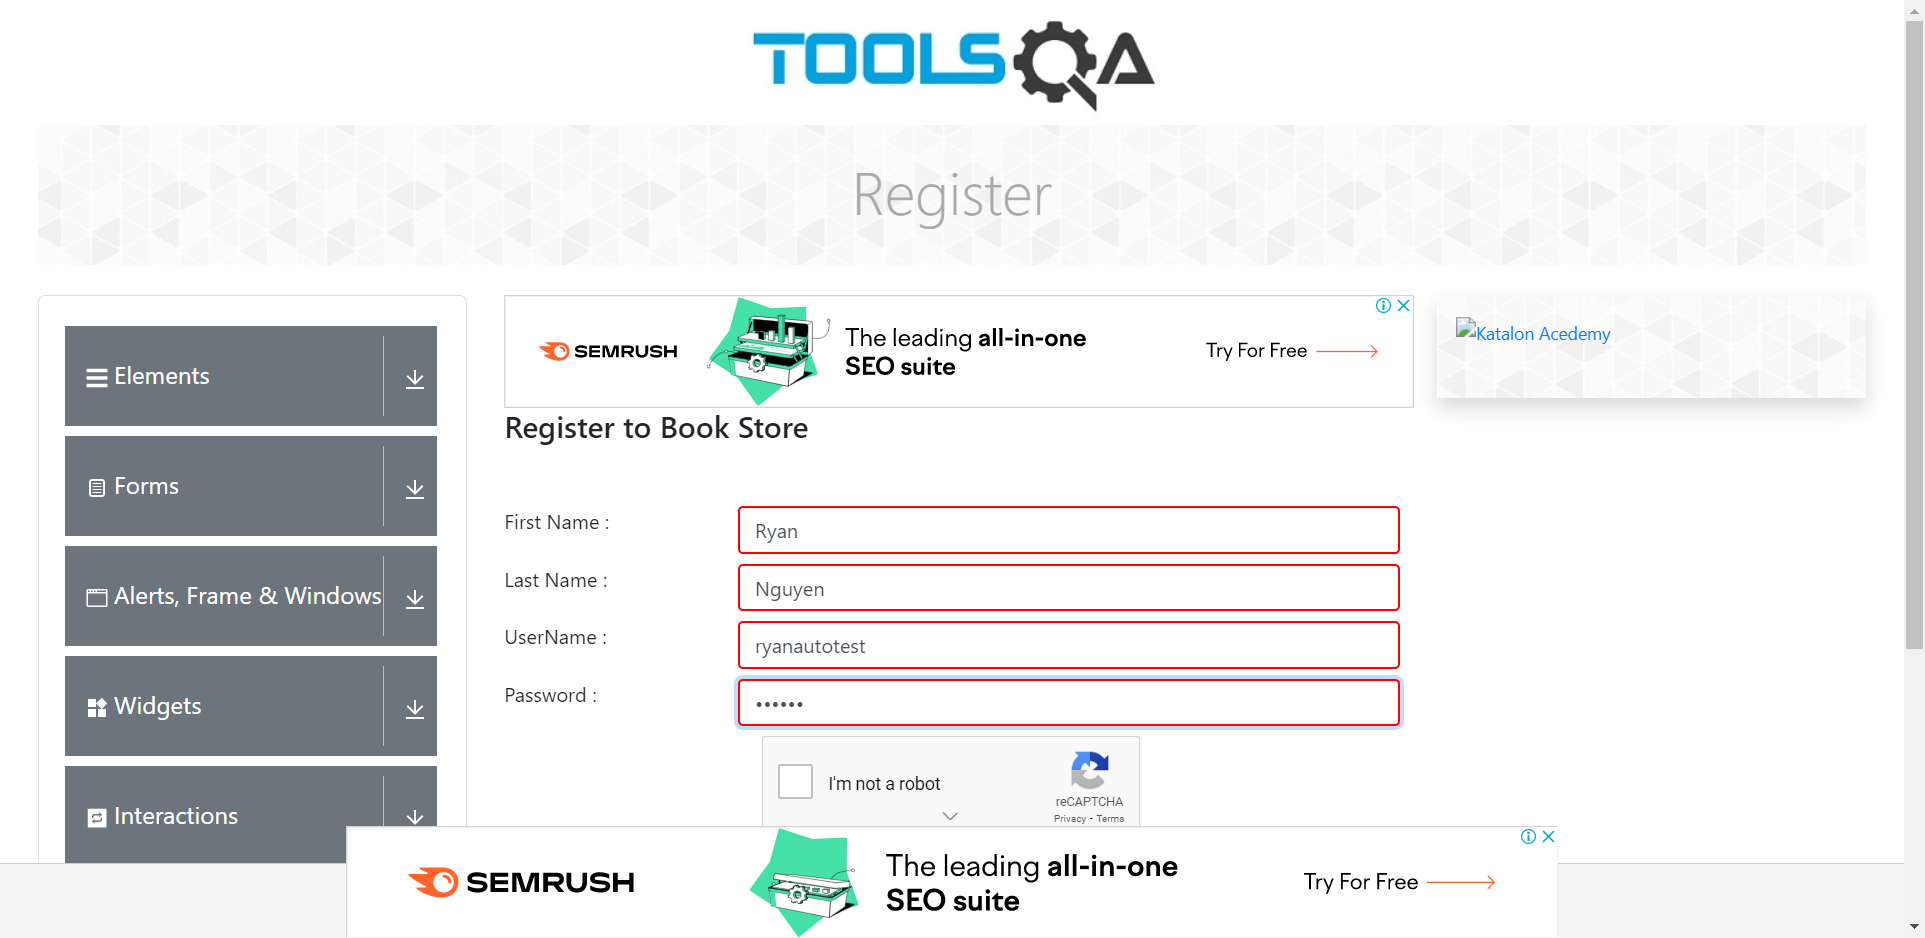 TOOLSQA
Register
Elements
Forms
Alerts, Frame & Windows
Widgets
Interactions
SEMRUSH
The leading all-in-one
SEO suite
Try For Free
Katalon Acedemy
Register to Book Store
First Name :
Ryan
Last Name :
Nguyen
UserName :
ryanautotest
Password :
••••••
I'm not a robot
reCAPTCHA
Privacy - Terms
SEMRUSH
The leading all-in-one
SEO suite
Try For Free